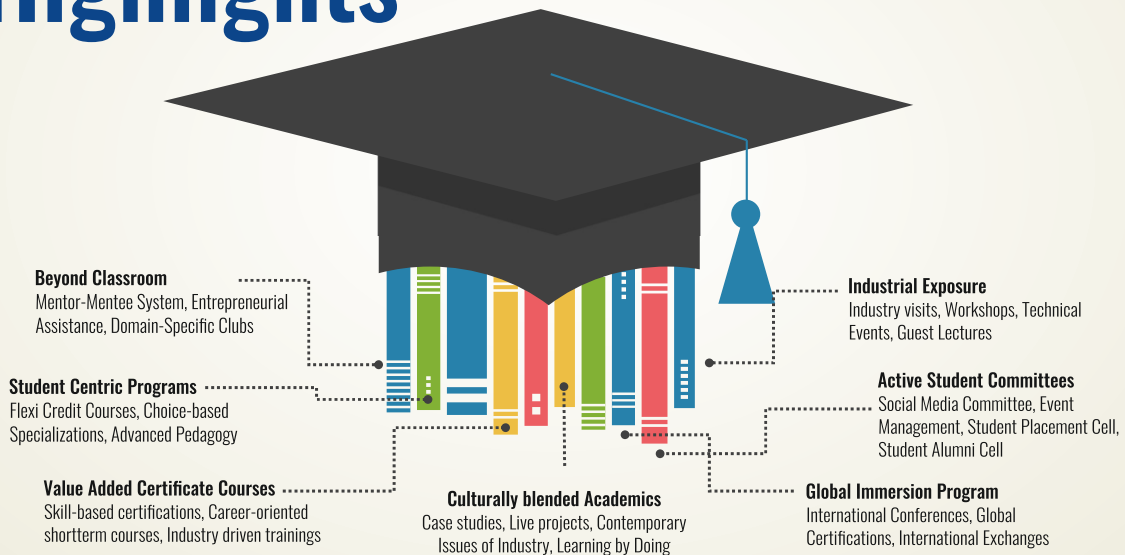 Highlights
Beyond Classroom
Mentor-Mentee System, Entrepreneurial
Assistance, Domain-Specific Clubs
Student Centric Programs
Flexi Credit Courses, Choice-based
Specializations, Advanced Pedagogy
Value Added Certificate Courses
Skill-based certifications, Career-oriented
shortterm courses, Industry driven trainings
Culturally blended Academics
Case studies, Live projects, Contemporary
Issues of Industry, Learning by Doing
Industrial Exposure
Industry visits, Workshops, Technical
Events, Guest Lectures
Active Student Committees
Social Media Committee, Event
Management, Student Placement Cell,
Student Alumni Cell
Global Immersion Program
International Conferences, Global
Certifications, International Exchanges